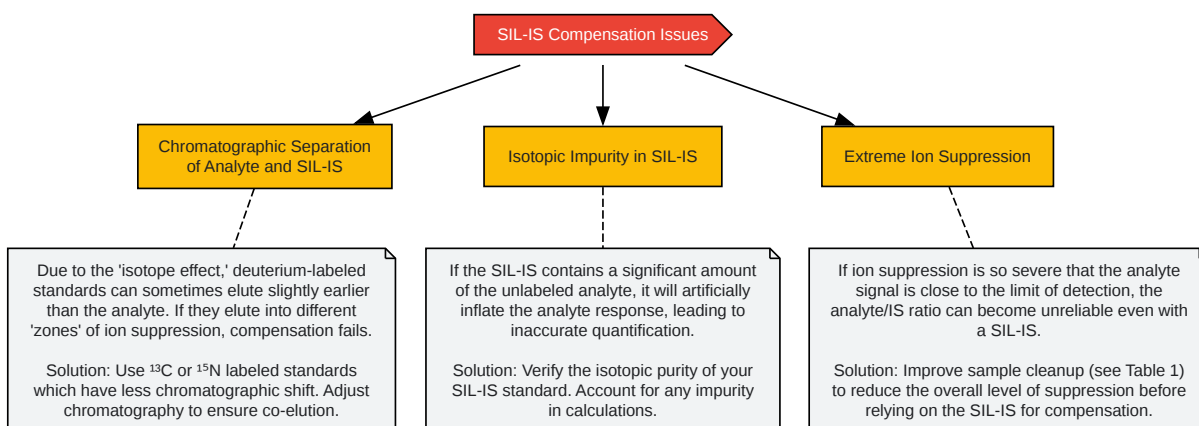 SIL-IS Compensation Issues
Chromatographic Separation
of Analyte and SIL-IS
Isotopic Impurity in SIL-IS
Extreme Ion Suppression
Due to the 'isotope effect,' deuterium-labeled
standards can sometimes elute slightly earlier
than the analyte. If they elute into different
'zones' of ion suppression, compensation fails.
Solution: Use ¹³C or ¹⁵N labeled standards
which have less chromatographic shift. Adjust
chromatography to ensure co-elution.
If the SIL-IS contains a significant amount
of the unlabeled analyte, it will artificially
inflate the analyte response, leading to
inaccurate quantification.
Solution: Verify the isotopic purity of your
SIL-IS standard. Account for any impurity
in calculations.
If ion suppression is so severe that the analyte
signal is close to the limit of detection, the
analyte/IS ratio can become unreliable even with
a SIL-IS.
Solution: Improve sample cleanup (see Table 1)
to reduce the overall level of suppression before
relying on the SIL-IS for compensation.